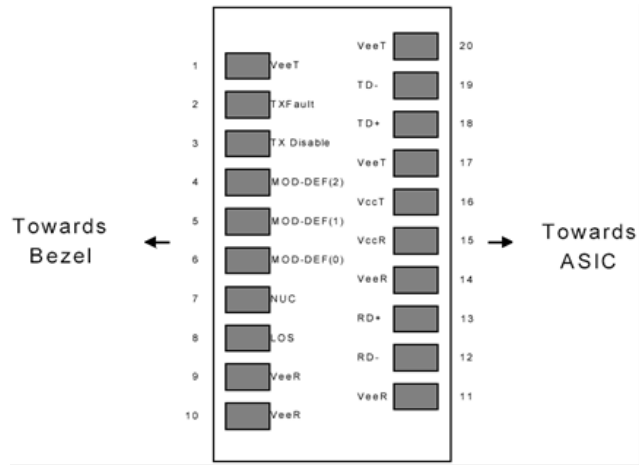 VeeT 20
1 VeeT
TD- 19
2 TXFault
TD+ 18
3 TX Disable
VeeT 17
4 MOD-DEF(2)
VccT 16
5 MOD-DEF(1)
Towards
Bezel
VccR 15
Towards
ASIC
6 MOD-DEF(0)
VeeR 14
7 NUC
RD+ 13
8 LOS
RD- 12
9 VeeR
VeeR 11
10 VeeR